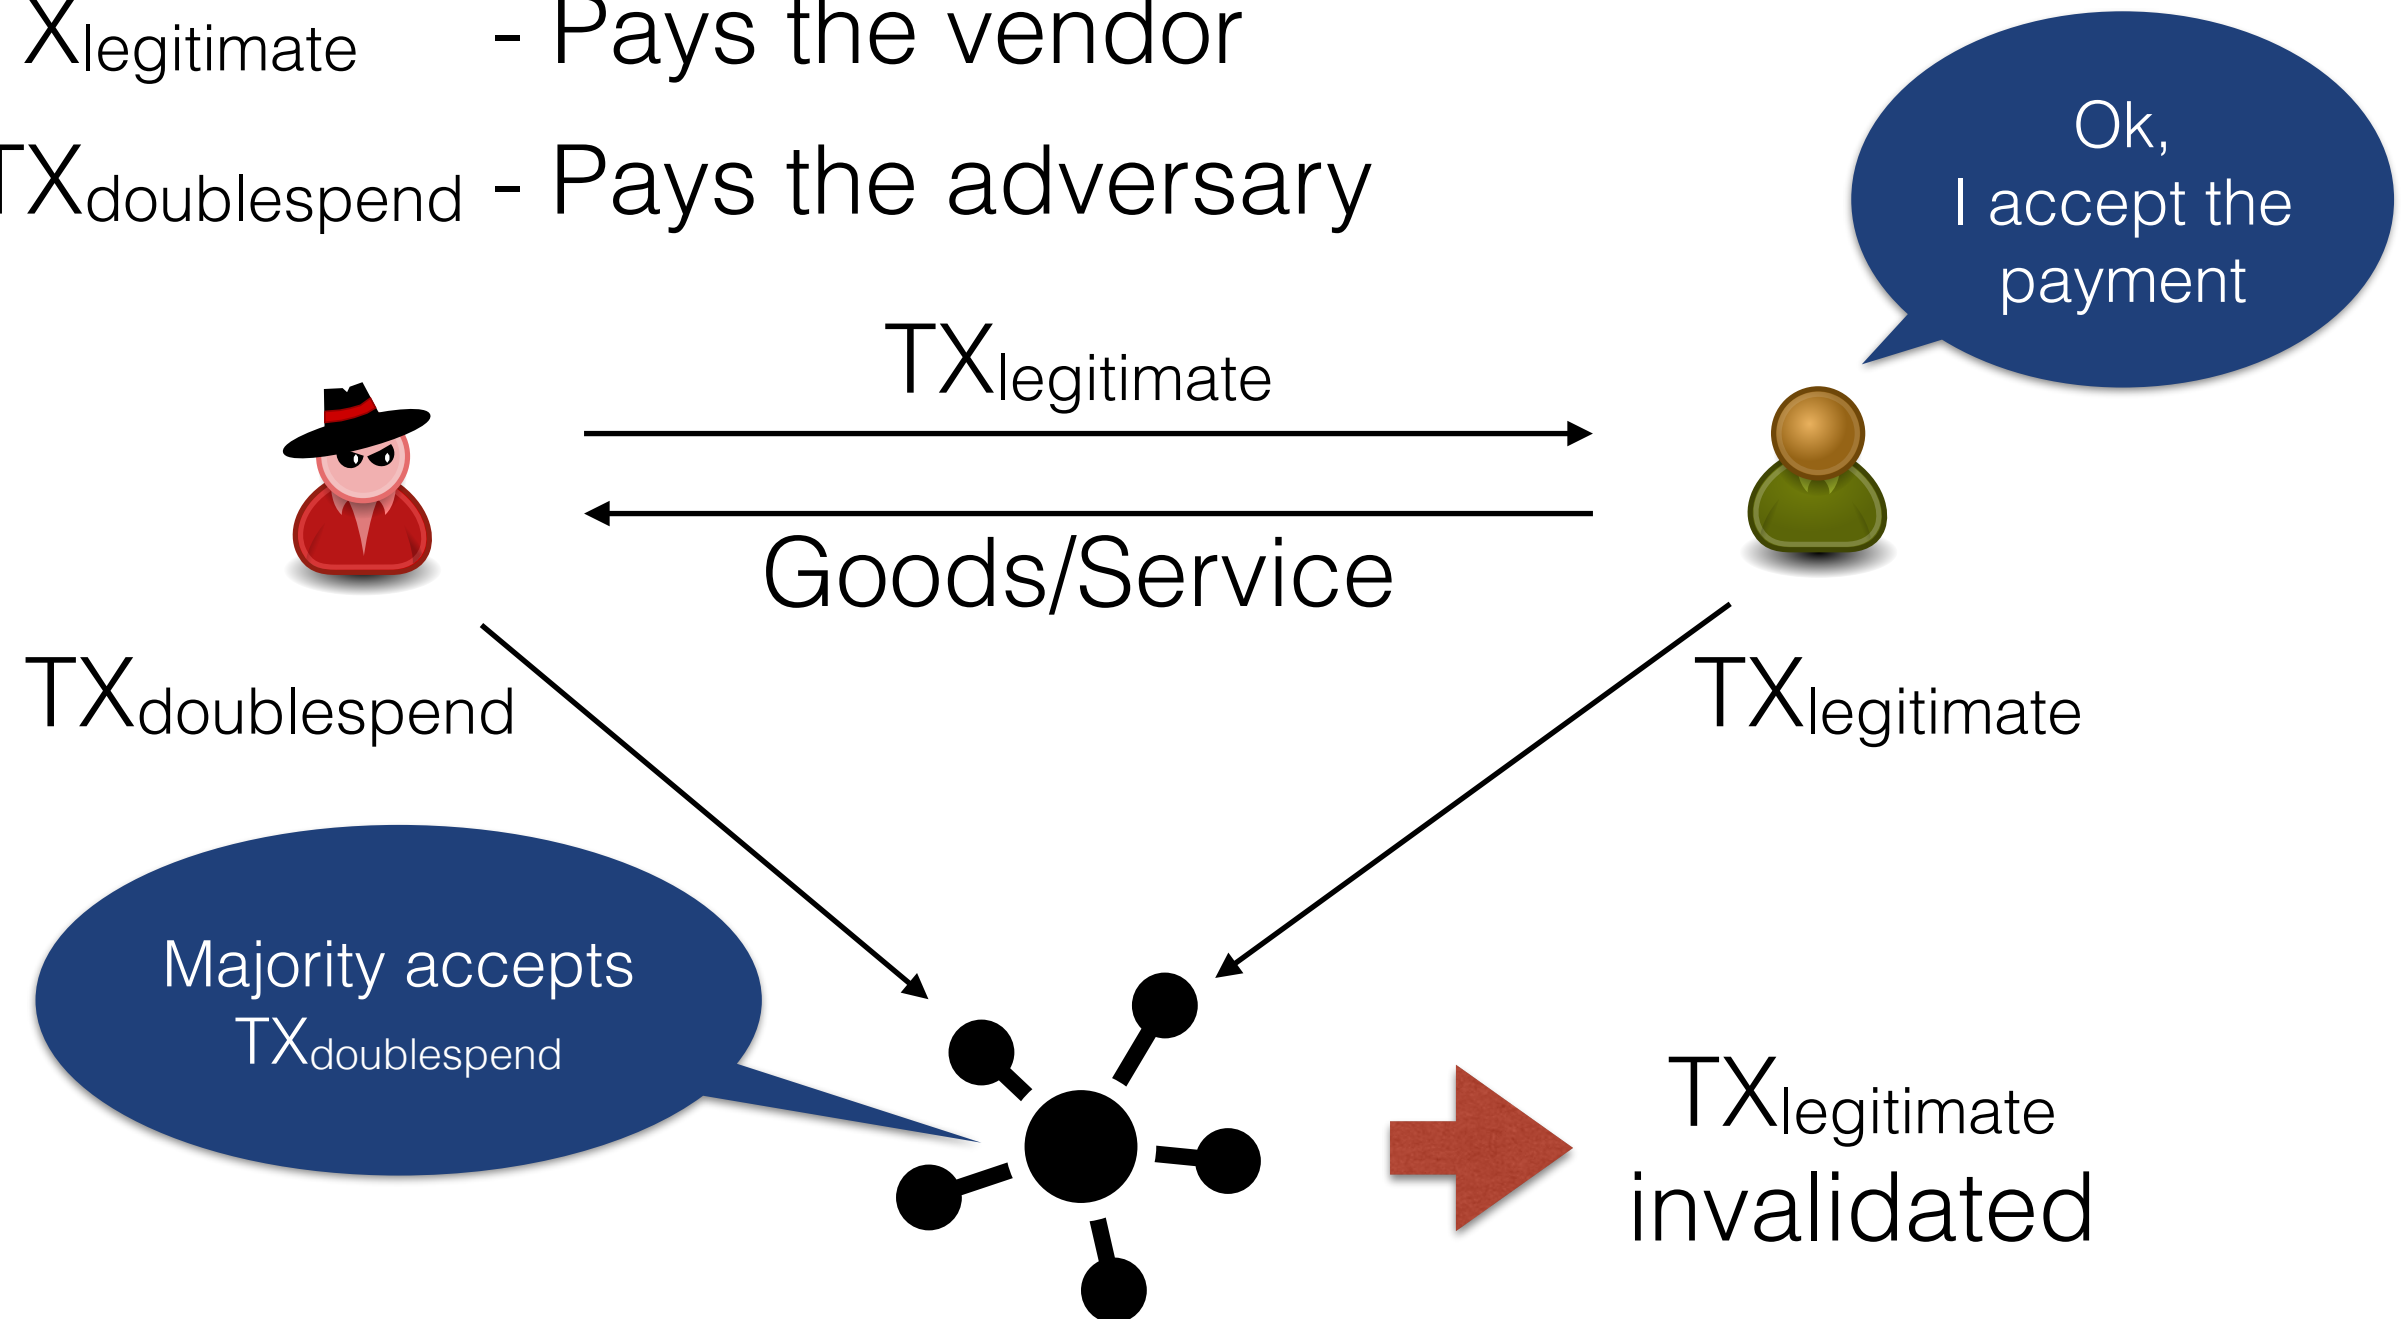 Xlegitimate - Pays the vendor
TXdoublespend - Pays the adversary
Ok,
I accept the
payment
TXlegitimate
Goods/Service
TXdoublespend
TXlegitimate
Majority accepts
TXdoublespend
TXlegitimate
invalidated